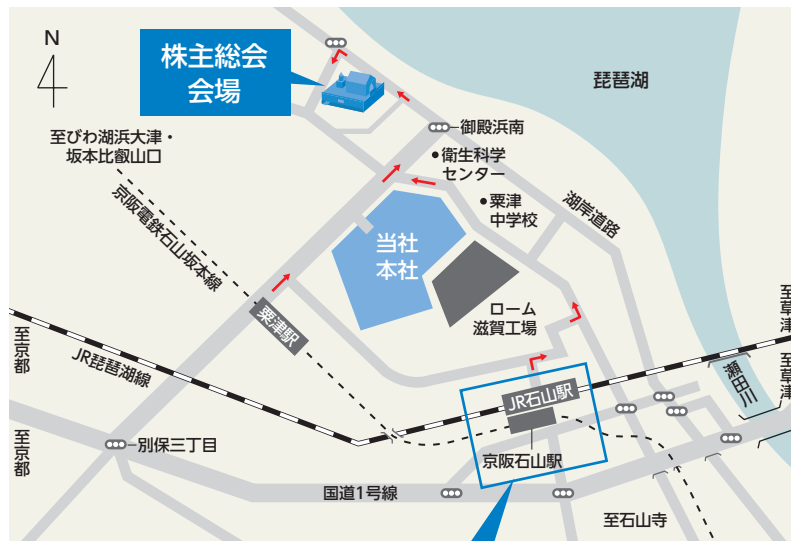 N
株主総会
会場
琵琶湖
御殿浜南
至びわ湖浜大津・
坂本比叡山口
衛生科学
センター
粟津
中学校
湖岸道路
京阪電鉄石山坂本線
当社
本社
ローム
滋賀工場
粟津駅
至草津
至京都
JR琵琶湖線
至草津
瀬田川
JR石山駅
至京都
別保三丁目
京阪石山駅
国道1号線
至石山寺